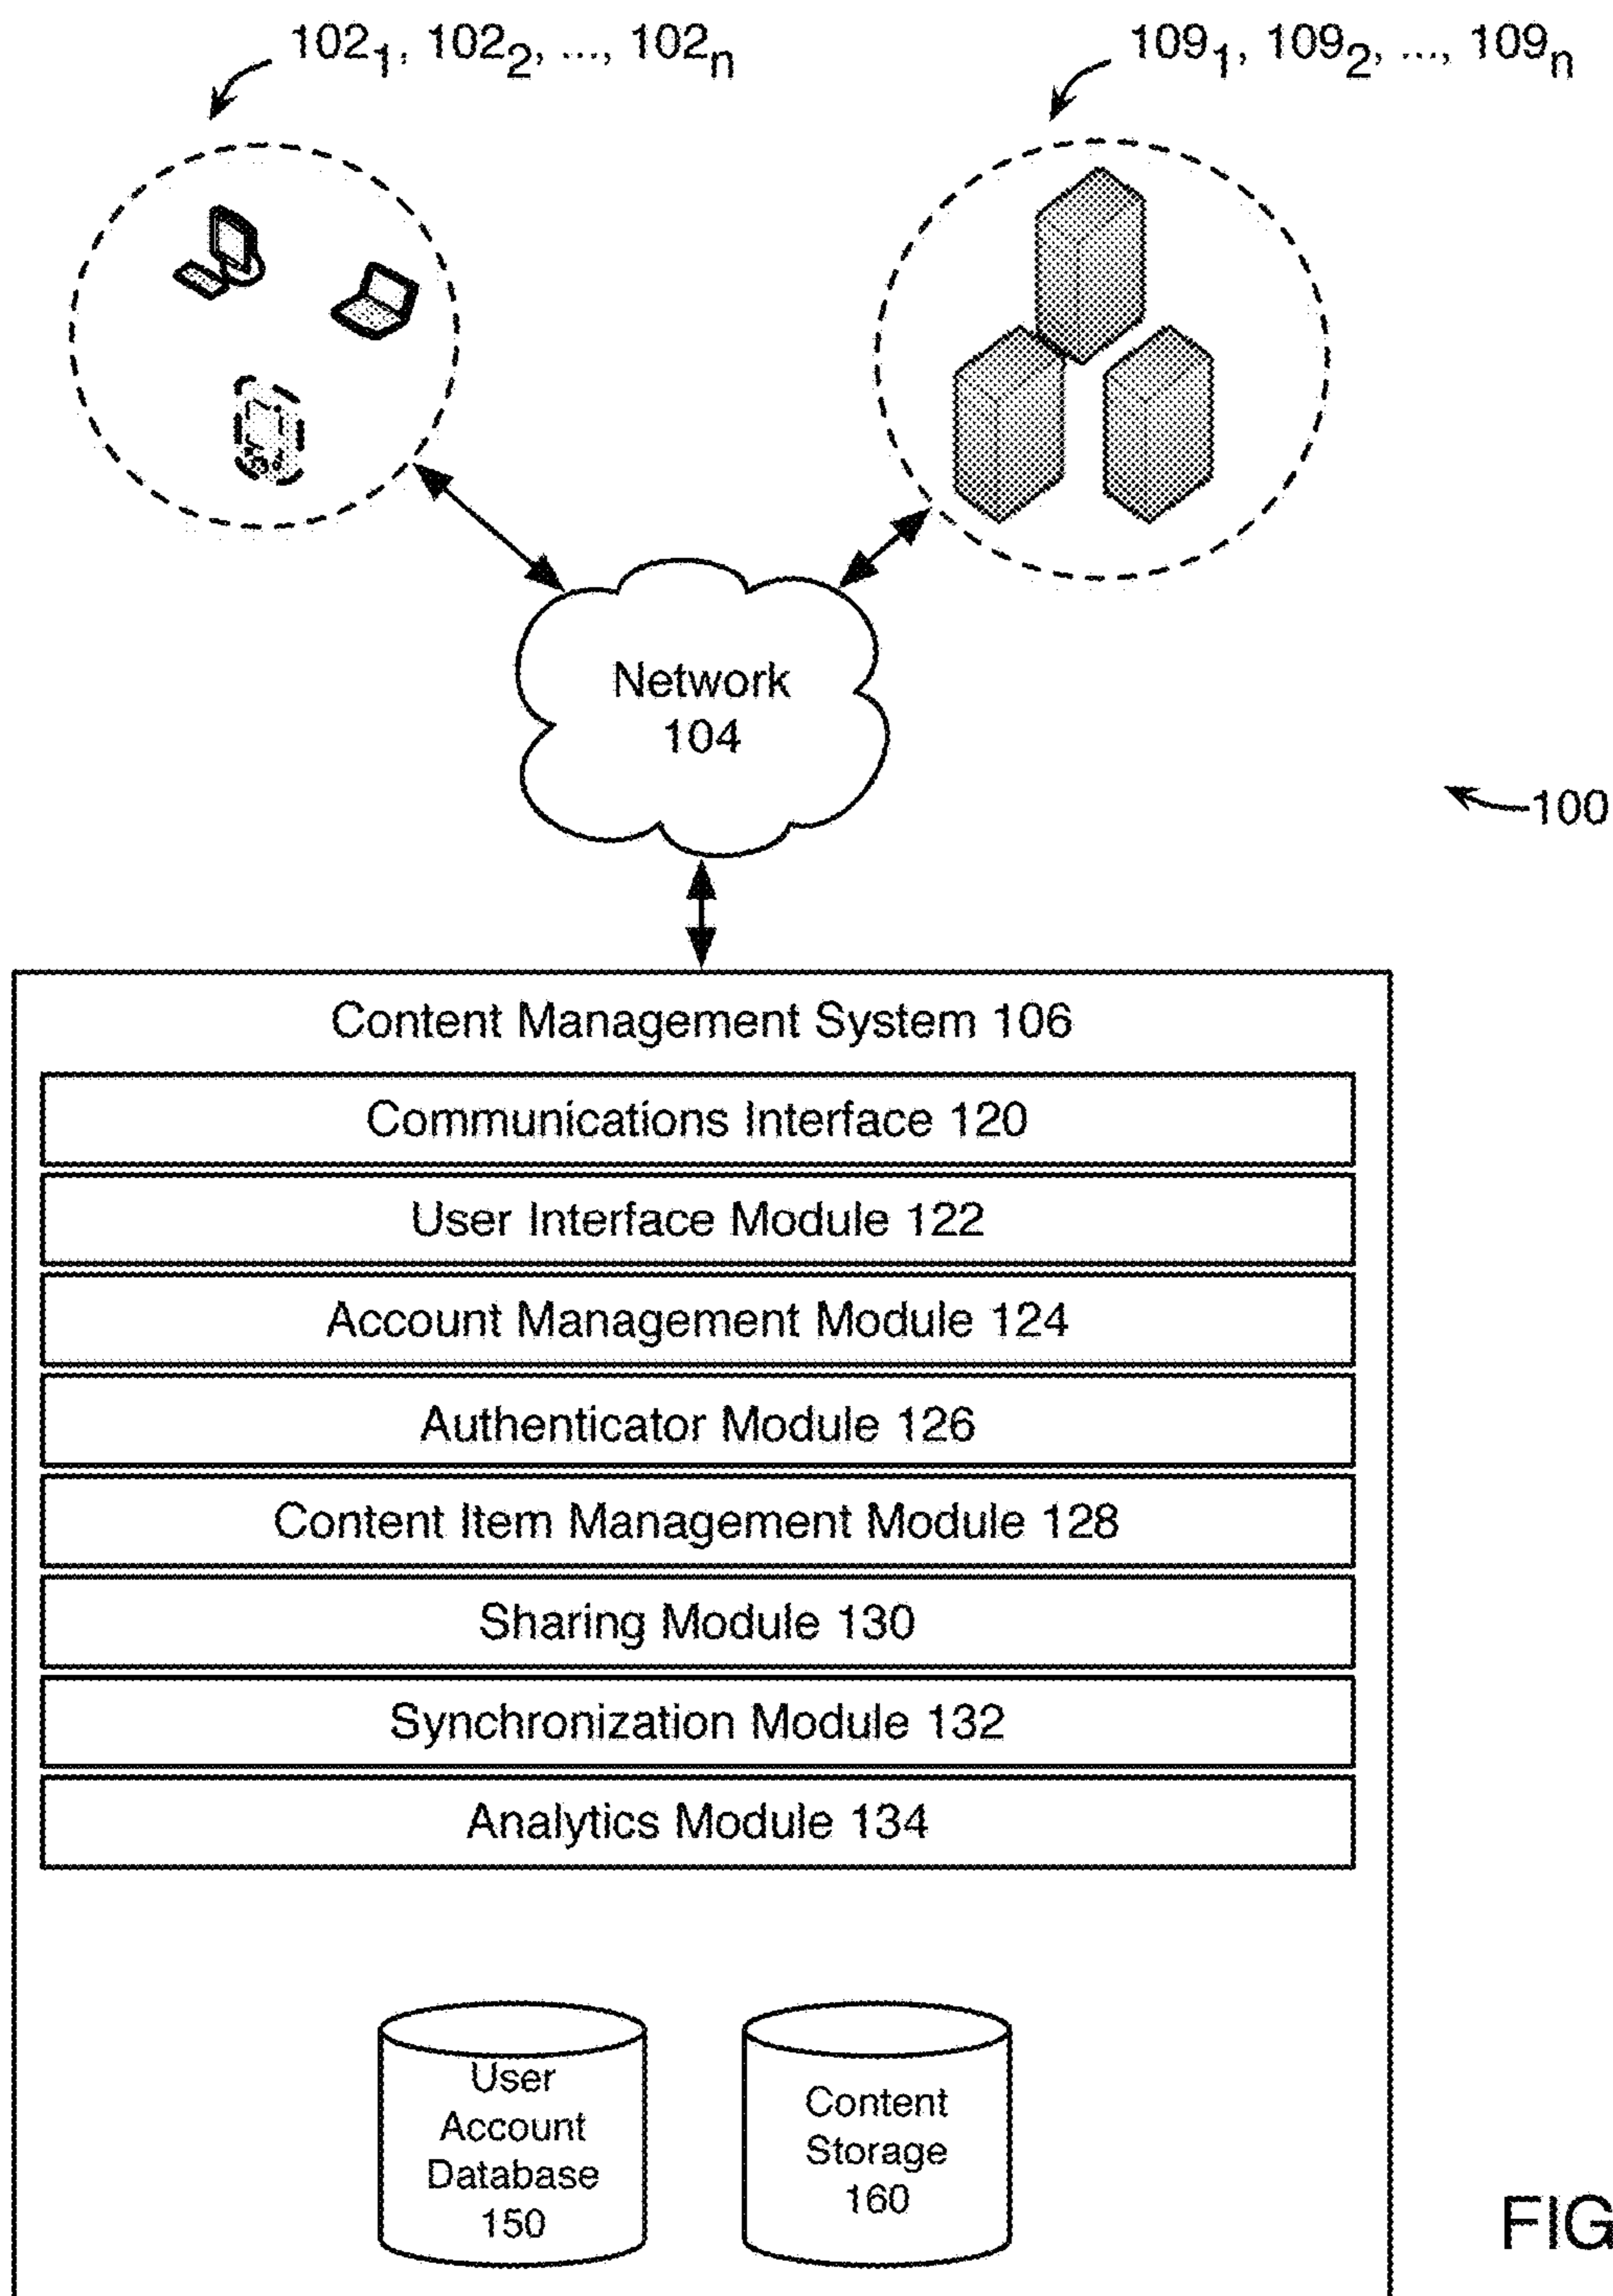 102₁, 102₂, ..., 102ₙ
109₁, 109₂, ..., 109ₙ
Network
104
100
Content Management System 106
Communications Interface 120
User Interface Module 122
Account Management Module 124
Authenticator Module 126
Content Item Management Module 128
Sharing Module 130
Synchronization Module 132
Analytics Module 134
User
Account
Database
150
Content
Storage
160
FIG